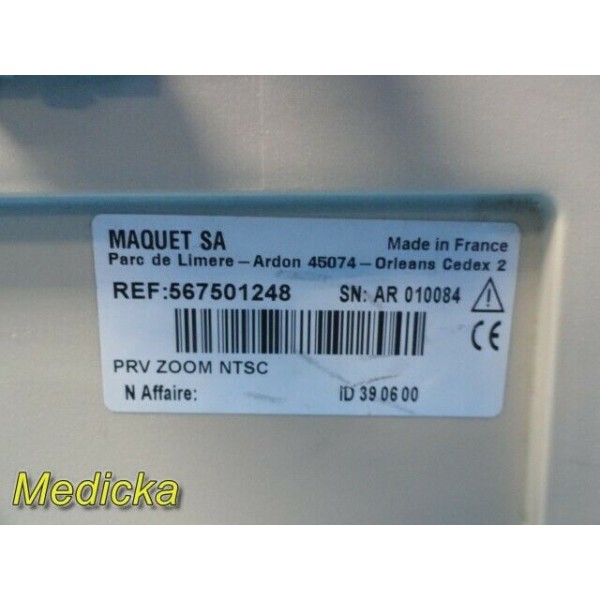 MAQUET SA Made in France
Parc de Limere – Ardon 45074 – Orleans Cedex 2
REF:567501248 SN: AR 010084
CE
PRV ZOOM NTSC
N Affaire: ID 39 06 00
Medicka